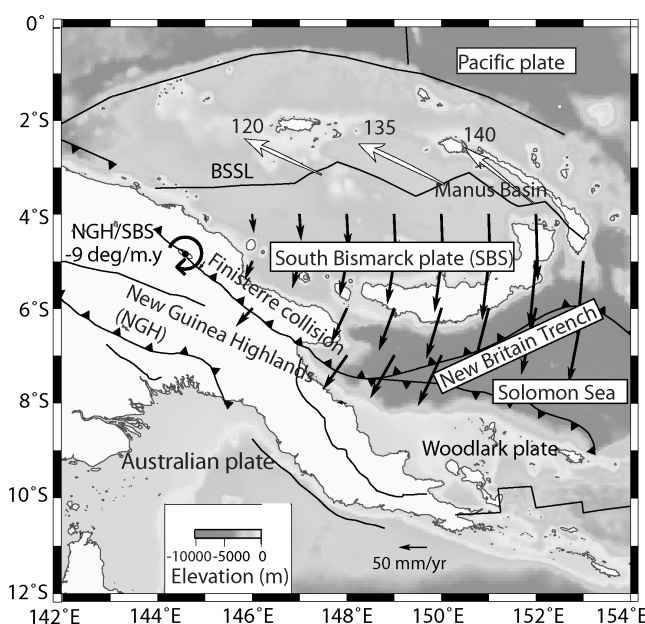 0°
Pacific plate
2°S
120
135
140
BSSL
Manus Basin
4°S
NGH/SBS
-9 deg/m.y
South Bismarck plate (SBS)
Finisterre collision
6°S
New Guinea Highlands
(NGH)
New Britain Trench
Solomon Sea
8°S
Woodlark plate
Australian plate
10°S
-10000 -5000 0
Elevation (m)
50 mm/yr
12°S
142°E 144°E 146°E 148°E 150°E 152°E 154°E